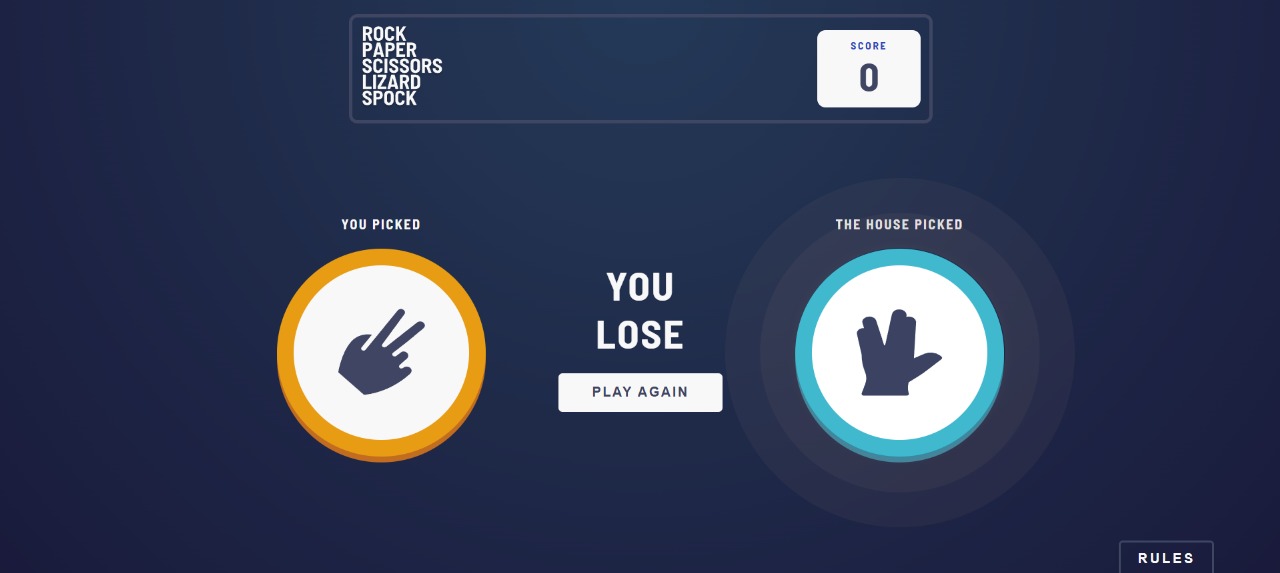 ROCK
PAPER
SCISSORS
LIZARD
SPOCK
SCORE
0
YOU PICKED
THE HOUSE PICKED
YOU
LOSE
PLAY AGAIN
RULES